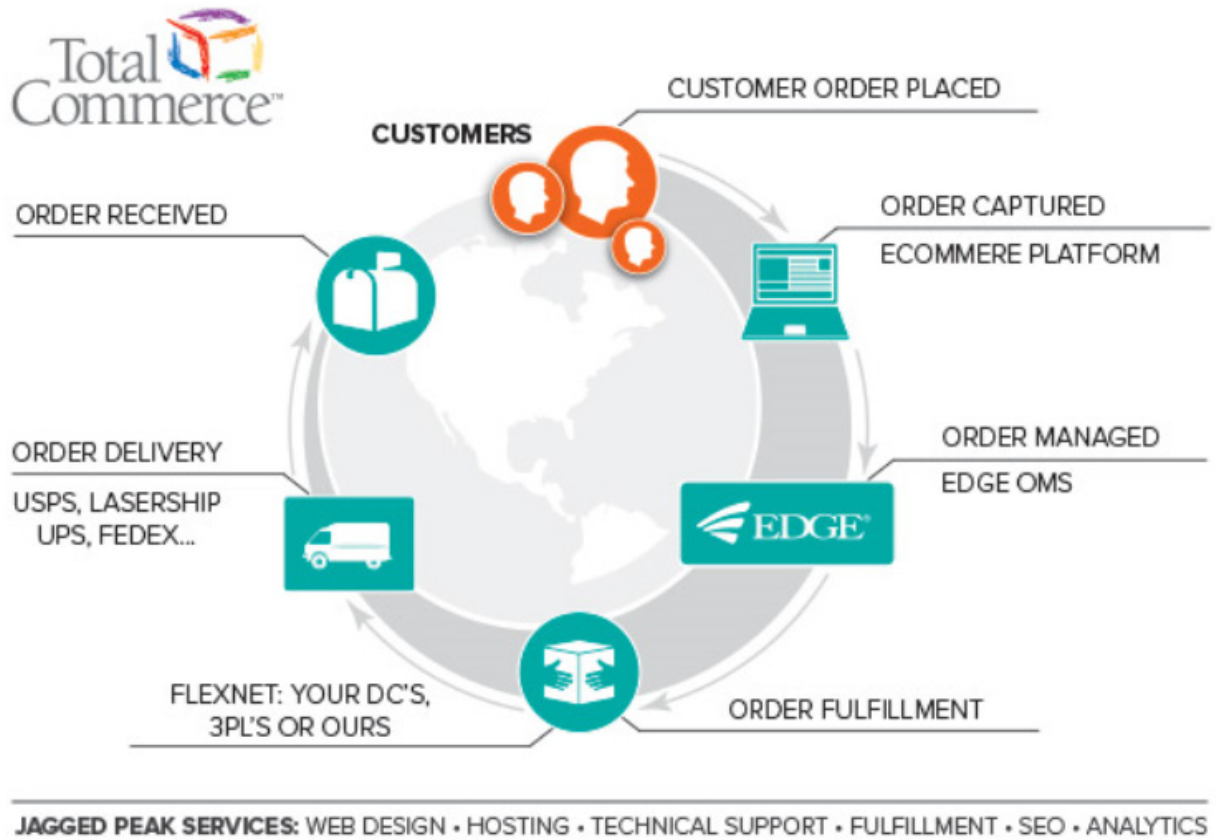 Total
Commerce™
CUSTOMER ORDER PLACED
CUSTOMERS
ORDER RECEIVED
ORDER CAPTURED
ECOMMERE PLATFORM
ORDER MANAGED
EDGE OMS
EDGE®
ORDER DELIVERY
USPS, LASERSHIP
UPS, FEDEX...
FLEXNET: YOUR DC'S,
3PL'S OR OURS
ORDER FULFILLMENT
JAGGED PEAK SERVICES: WEB DESIGN • HOSTING • TECHNICAL SUPPORT • FULFILLMENT • SEO • ANALYTICS